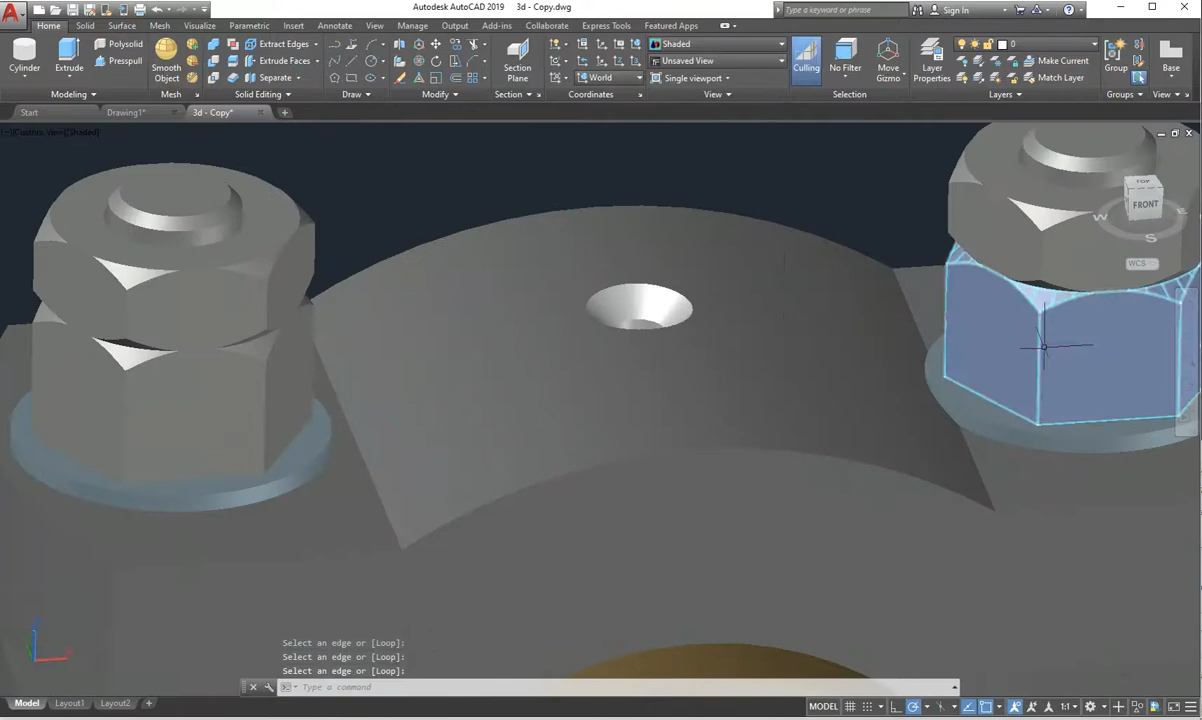 Autodesk AutoCAD 2019 3d - Copy.dwg
Type a keyword or phrase
Sign In
Home Solid Surface Mesh Visualize Parametric Insert Annotate View Manage Output Add-ins Collaborate Express Tools Featured Apps
Polysolid
Extract Edges
Shaded
0
Presspull
Extrude Faces
Unsaved View
Make Current
Cylinder Extrude
Smooth Object
Separate
Section Plane
World
Single viewport
Culling No Filter
Move Gizmo
Layer Properties
Match Layer
Group
Base
Modeling Mesh Solid Editing Draw Modify Section Coordinates View Selection Layers Groups View
Start Drawing1* 3d - Copy*
[-][Custom View][Shaded]
TOP
FRONT
W
E
S
WCS
Select an edge or [Loop]:
Select an edge or [Loop]:
Select an edge or [Loop]:
Type a command
Model Layout1 Layout2
MODEL
1:1